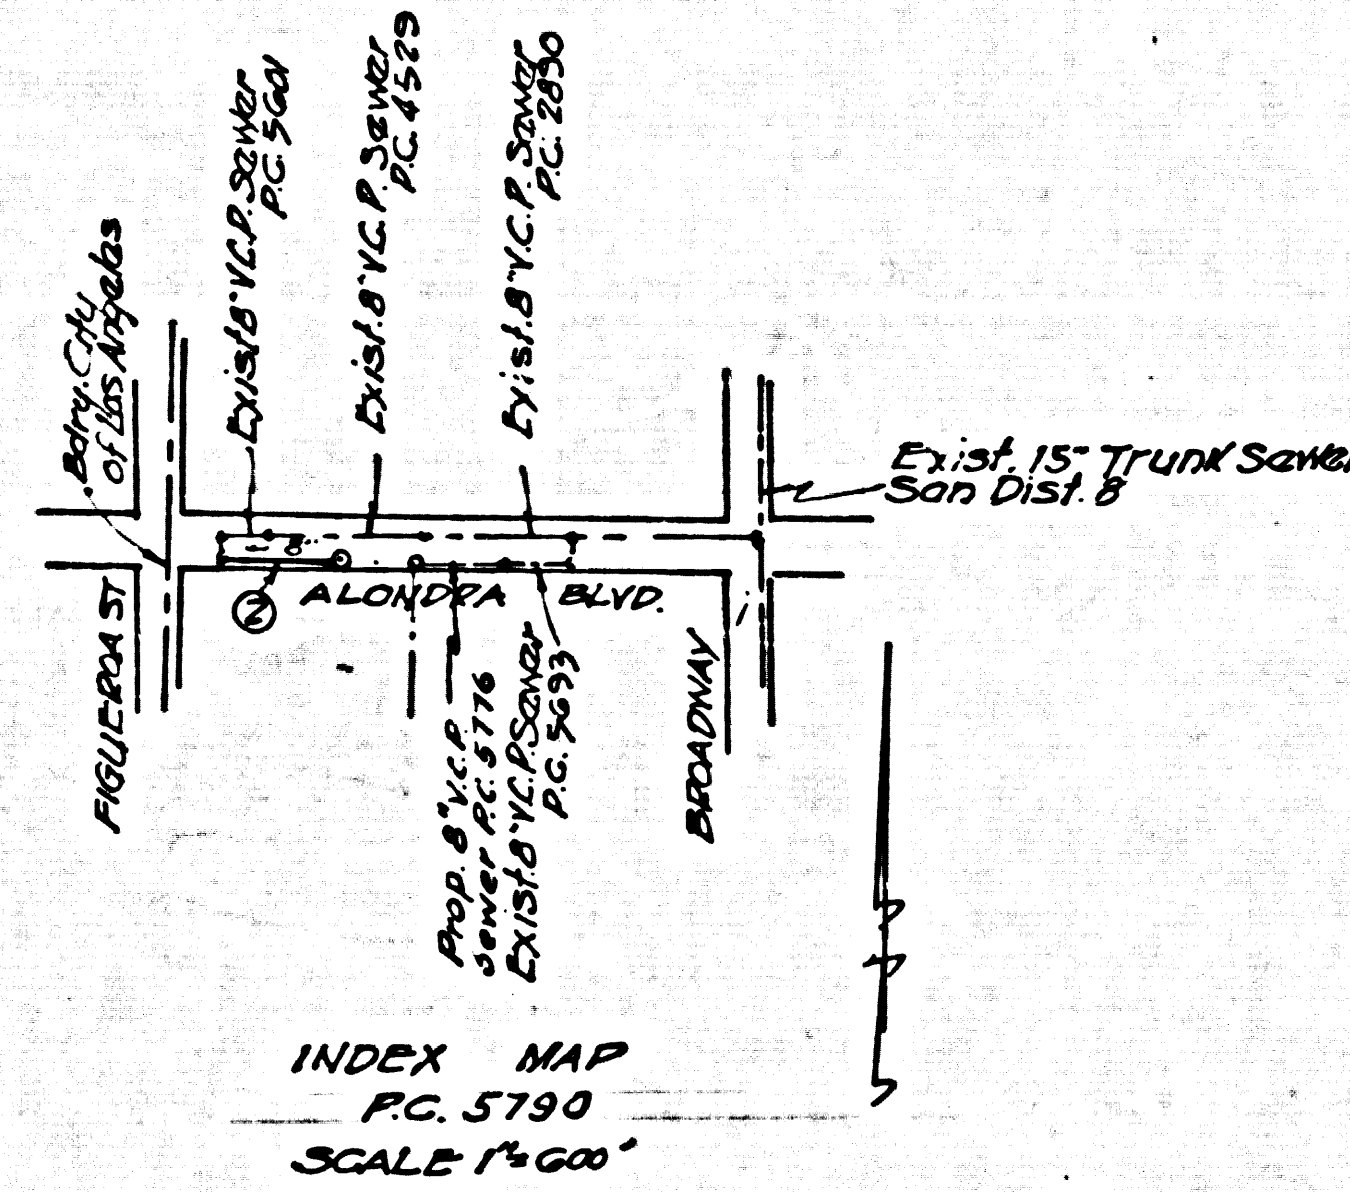 Bdry. City
of Los Angeles
Exist 8" V.C.P. Sewer
P.C. 5601
Exist. 8" V.C.P. Sewer
P.C. 4529
Exist. 8" V.C.P. Sewer
P.C. 2890
Exist. 15" Trunk Sewer
San Dist. 8
8"
2
ALONDRA BLVD.
FIGUEROA ST
BROADWAY
Prop. 8" V.C.P.
Sewer P.C. 5776
Exist. 8" V.C.P. Sewer
P.C. 5693
INDEX MAP
P.C. 5790
SCALE 1"=600'